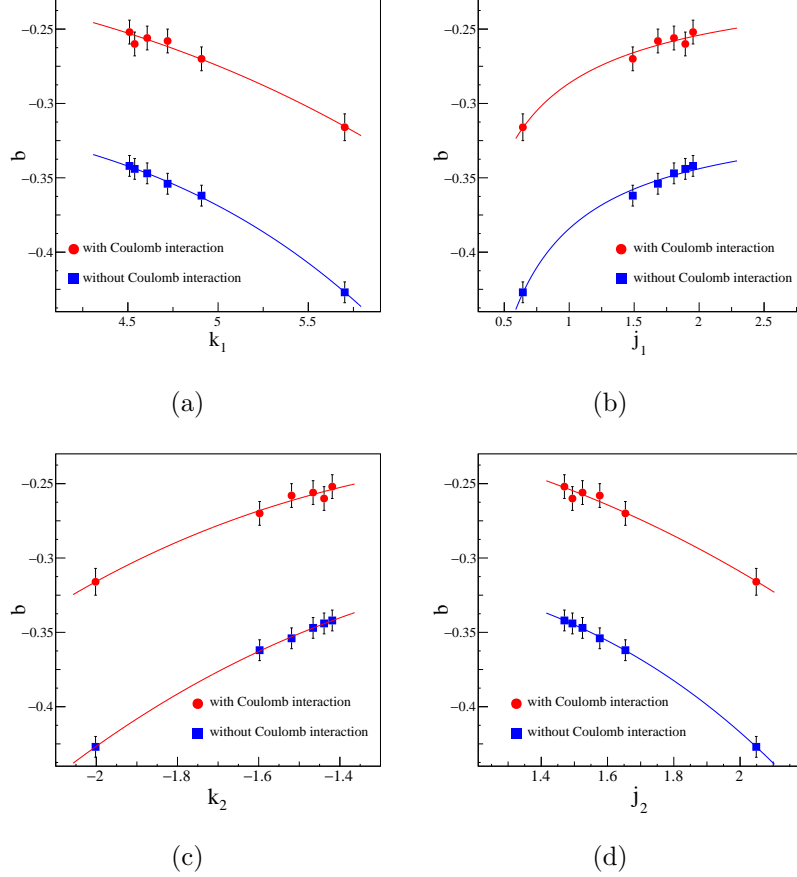 −0.25
−0.3
−0.35
−0.4
b
with Coulomb interaction
without Coulomb interaction
4.5 5 5.5
k1
(a)
−0.25
−0.3
−0.35
−0.4
b
with Coulomb interaction
without Coulomb interaction
0.5 1 1.5 2 2.5
j1
(b)
−0.25
−0.3
−0.35
−0.4
b
with Coulomb interaction
without Coulomb interaction
−2 −1.8 −1.6 −1.4
k2
(c)
−0.25
−0.3
−0.35
−0.4
b
with Coulomb interaction
without Coulomb interaction
1.4 1.6 1.8 2
j2
(d)